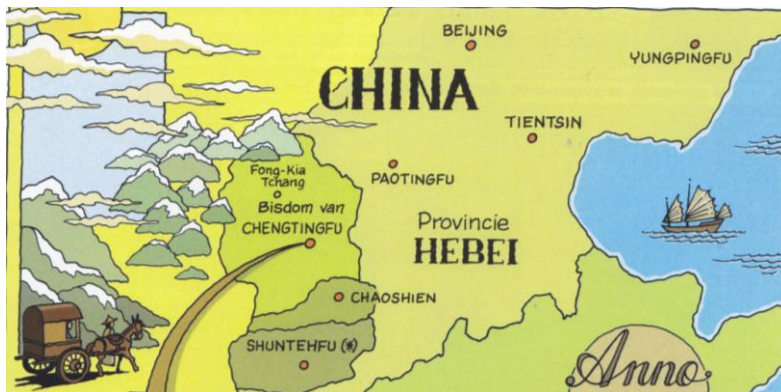 BEIJING
YUNGPINGFU
CHINA
TIENTSIN
Fong-Kia
Tchang
PAOTINGFU
Bisdom van
CHENGTINGFU
Provincie
HEBEI
CHAOSHIEN
SHUNTEHFU (*)
Anno